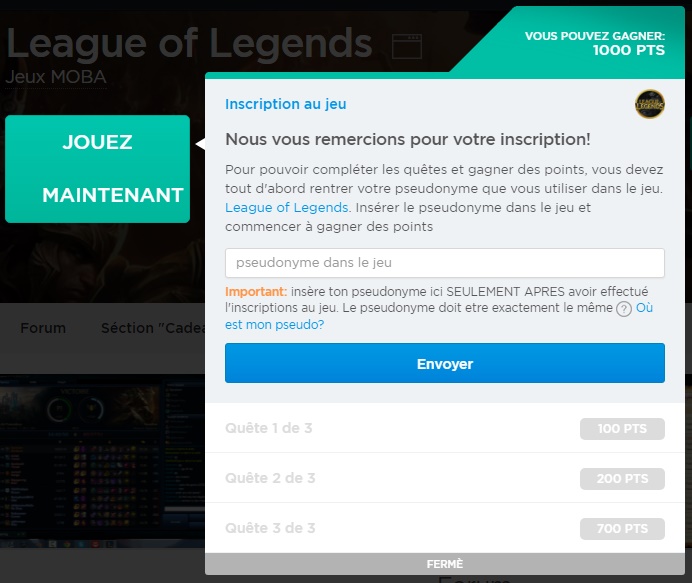 League of Legends
Jeux MOBA
VOUS POUVEZ GAGNER:
1000 PTS
JOUEZ
MAINTENANT
Inscription au jeu
Nous vous remercions pour votre inscription!
Pour pouvoir compléter les quêtes et gagner des points, vous devez
tout d'abord rentrer votre pseudonyme que vous utiliser dans le jeu.
League of Legends. Insérer le pseudonyme dans le jeu et
commencer à gagner des points
pseudonyme dans le jeu
Important: insère ton pseudonyme ici SEULEMENT APRES avoir effectué
l'inscriptions au jeu. Le pseudonyme doit etre exactement le même ? Où
est mon pseudo?
Envoyer
Forum
Séction "Cadea
Quête 1 de 3
100 PTS
Quête 2 de 3
200 PTS
Quête 3 de 3
700 PTS
FERMÈ